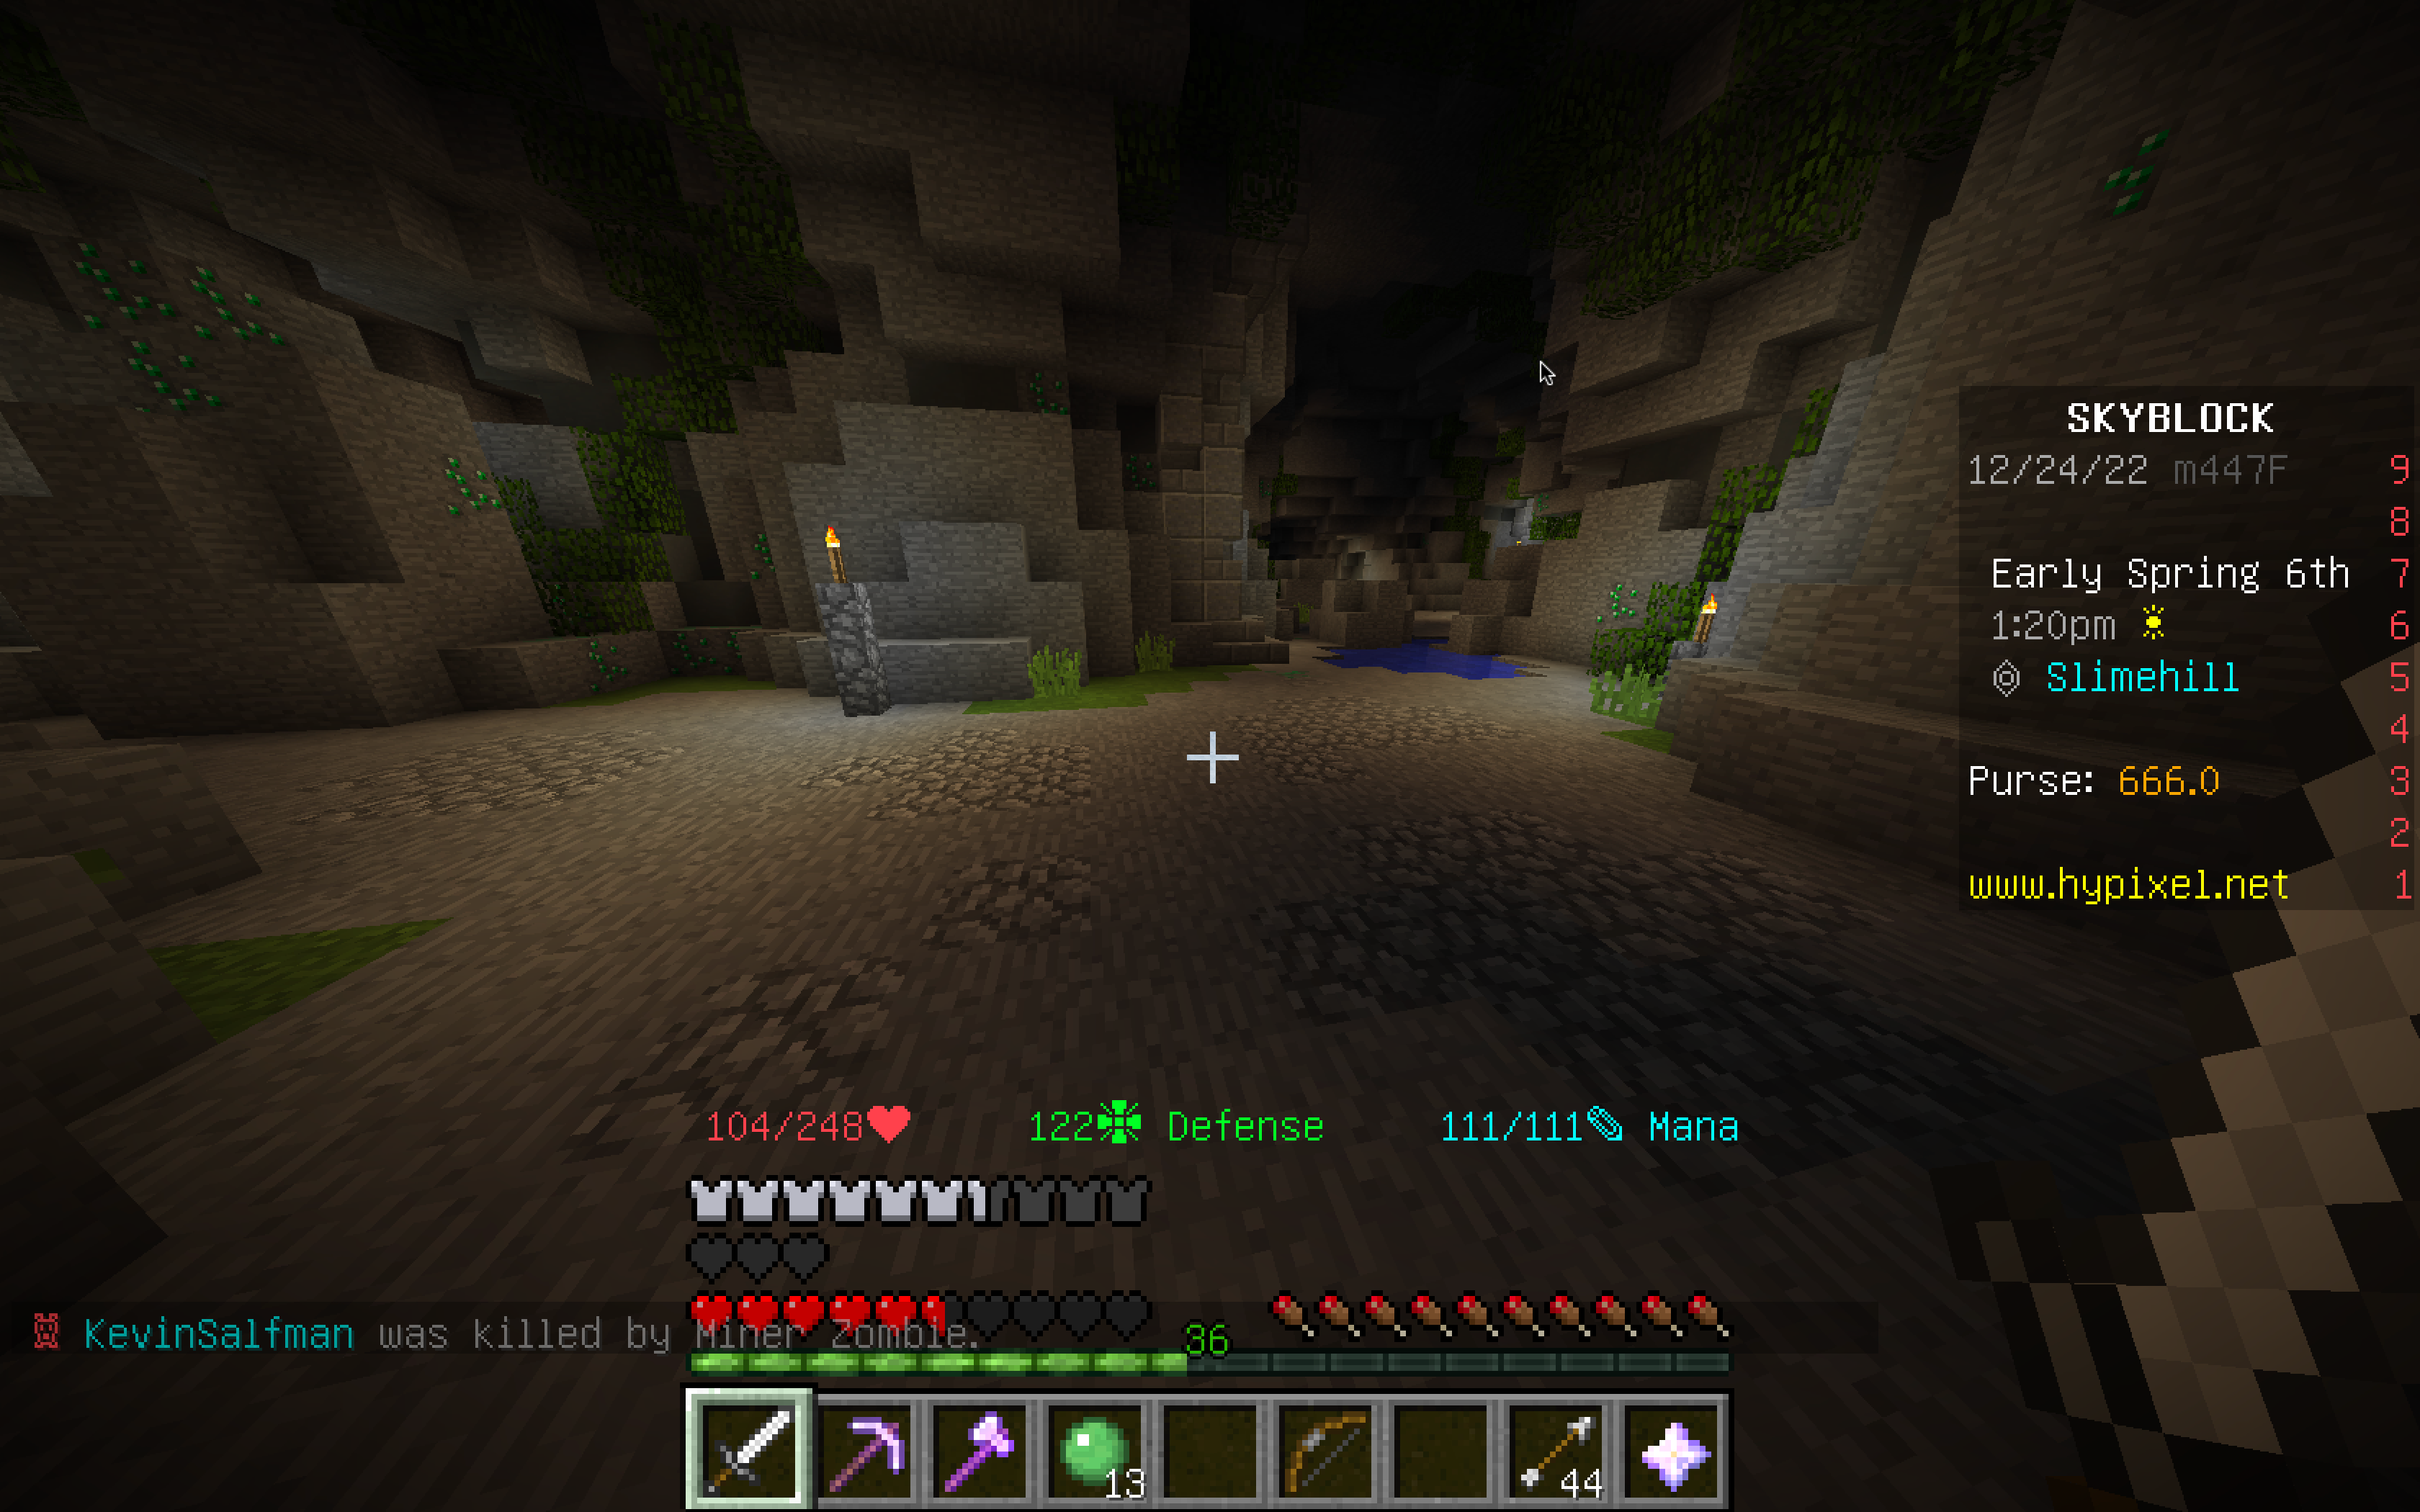 SKYBLOCK
12/24/22 m447F 9
8
Early Spring 6th 7
1:20pm 6
Slimehill 5
4
Purse: 666.0 3
2
www.hypixel.net 1
104/248 122 Defense 111/111 Mana
KevinSalfman was killed by Miner Zombie.
36
13 44